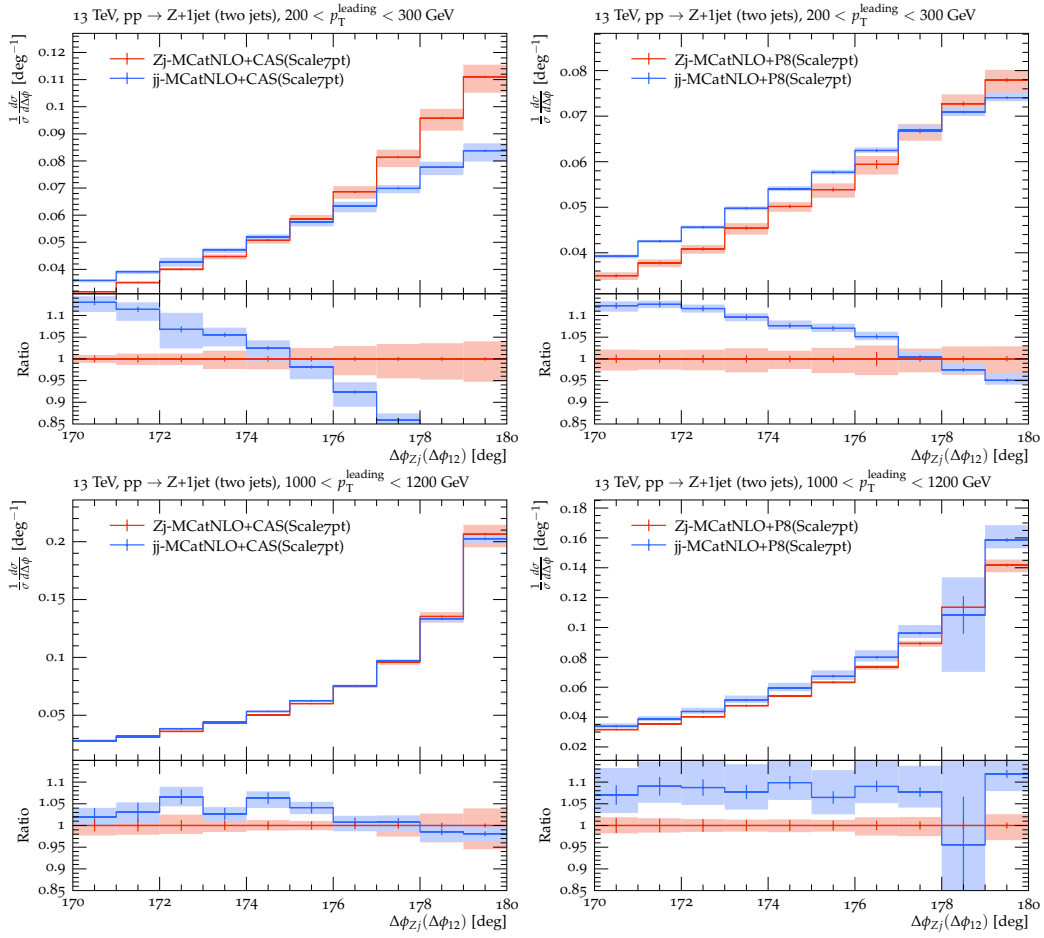 13 TeV, pp → Z+1jet (two jets), 200 < p_T^leading < 300 GeV
1/σ dσ/dΔϕ [deg⁻¹]
Zj-MCatNLO+CAS(Scale7pt)
jj-MCatNLO+CAS(Scale7pt)
0.11
0.1
0.09
0.08
0.07
0.06
0.05
0.04
Ratio
1.1
1.05
1
0.95
0.9
0.85
170 172 174 176 178 180
Δϕ_Zj(Δϕ_12) [deg]
13 TeV, pp → Z+1jet (two jets), 200 < p_T^leading < 300 GeV
1/σ dσ/dΔϕ [deg⁻¹]
Zj-MCatNLO+P8(Scale7pt)
jj-MCatNLO+P8(Scale7pt)
0.08
0.07
0.06
0.05
0.04
Ratio
1.1
1.05
1
0.95
0.9
0.85
170 172 174 176 178 180
Δϕ_Zj(Δϕ_12) [deg]
13 TeV, pp → Z+1jet (two jets), 1000 < p_T^leading < 1200 GeV
1/σ dσ/dΔϕ [deg⁻¹]
Zj-MCatNLO+CAS(Scale7pt)
jj-MCatNLO+CAS(Scale7pt)
0.2
0.15
0.1
0.05
Ratio
1.1
1.05
1
0.95
0.9
0.85
170 172 174 176 178 180
Δϕ_Zj(Δϕ_12) [deg]
13 TeV, pp → Z+1jet (two jets), 1000 < p_T^leading < 1200 GeV
1/σ dσ/dΔϕ [deg⁻¹]
Zj-MCatNLO+P8(Scale7pt)
jj-MCatNLO+P8(Scale7pt)
0.16
0.14
0.12
0.1
0.08
0.06
0.04
0.02
Ratio
1.1
1.05
1
0.95
0.9
0.85
170 172 174 176 178 180
Δϕ_Zj(Δϕ_12) [deg]